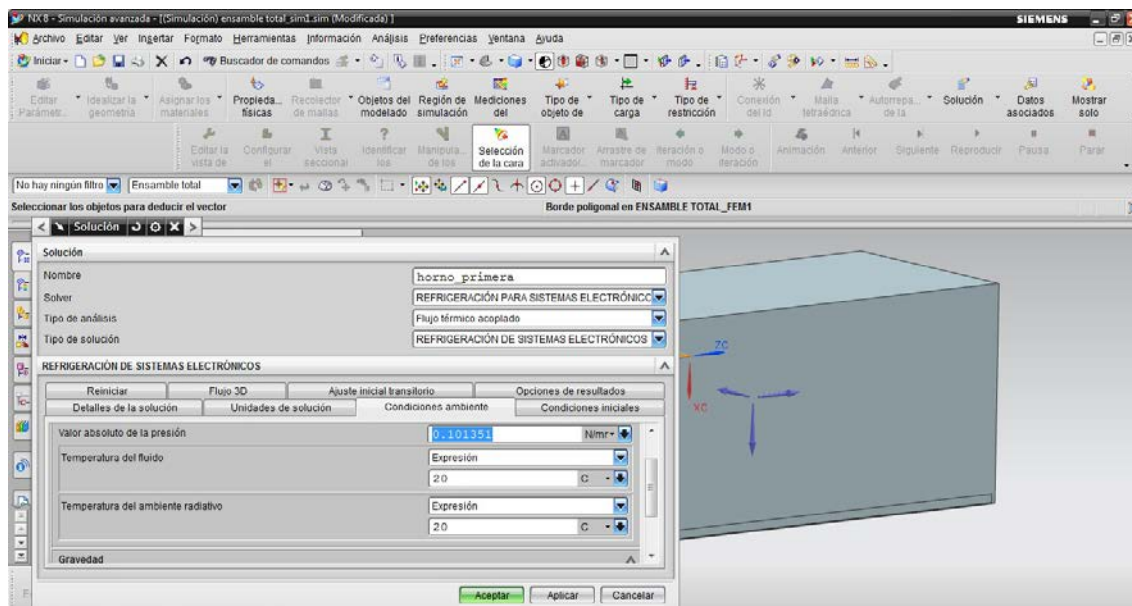 NX 8 - Simulación avanzada - [(Simulación) ensamble total_sim1.sim (Modificada) ]
SIEMENS
Archivo Editar Ver Insertar Formato Herramientas Información Análisis Preferencias Ventana Ayuda
Iniciar Buscador de comandos
Editar Idealizar la Asignar los Propieda... Recolector Objetos del Región de Mediciones Tipo de Tipo de Tipo de Conexión Malla Autorrepa... Solución Datos Mostrar
Parámetr... geometría materiales físicas de mallas modelado simulación del objeto de carga restricción del id tetraédrica de la asociados solo
Editar la Configurar Vista Identificar Manipula... Selección Marcador Arrastre de Iteración o Modo o Animación Anterior Siguiente Reproducir Pausa Parar
vista de el seccional los de los de la cara activador... marcador modo iteración
No hay ningún filtro Ensamble total
Seleccionar los objetos para deducir el vector Borde poligonal en ENSAMBLE TOTAL_FEM1
Solución
Solución
Nombre horno_primera
Solver REFRIGERACIÓN PARA SISTEMAS ELECTRÓNICC
Tipo de análisis Flujo térmico acoplado
Tipo de solución REFRIGERACIÓN DE SISTEMAS ELECTRÓNICOS
REFRIGERACIÓN DE SISTEMAS ELECTRÓNICOS
Reiniciar Flujo 3D Ajuste inicial transitorio Opciones de resultados
Detalles de la solución Unidades de solución Condiciones ambiente Condiciones iniciales
Valor absoluto de la presión 0.101351 N/mr
Temperatura del fluido Expresión
20 C
Temperatura del ambiente radiativo Expresión
20 C
Gravedad
Aceptar Aplicar Cancelar
ZC
XC